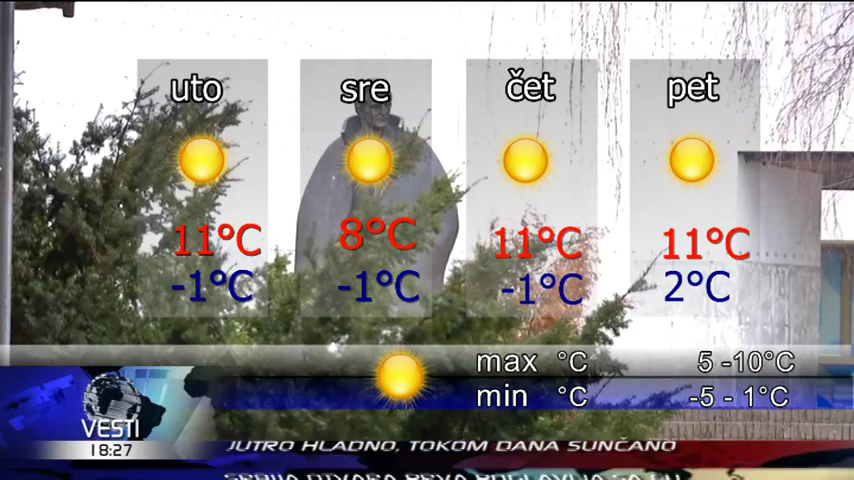 uto sre čet pet
11°C 8°C 11°C 11°C
-1°C -1°C -1°C 2°C
max °C 5 -10°C
min °C -5 - 1°C
VESTI
18:27
JUTRO HLADNO, TOKOM DANA SUNČANO